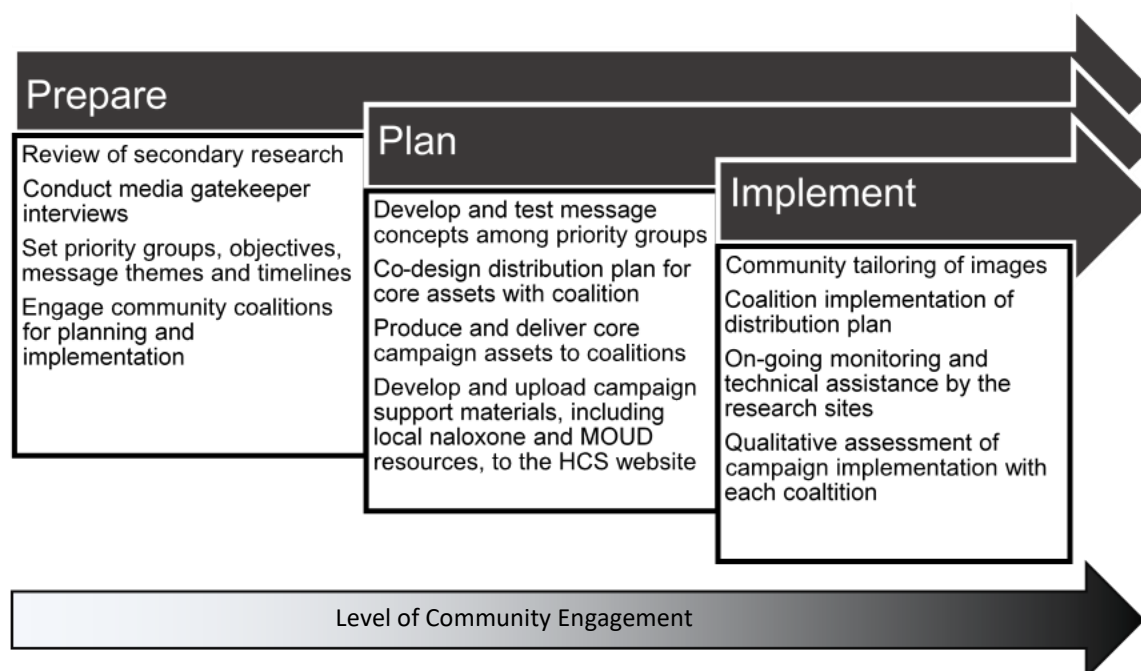 Prepare
Review of secondary research
Conduct media gatekeeper
interviews
Set priority groups, objectives,
message themes and timelines
Engage community coalitions
for planning and
implementation
Plan
Develop and test message
concepts among priority groups
Co-design distribution plan for
core assets with coalition
Produce and deliver core
campaign assets to coalitions
Develop and upload campaign
support materials, including
local naloxone and MOUD
resources, to the HCS website
Implement
Community tailoring of images
Coalition implementation of
distribution plan
On-going monitoring and
technical assistance by the
research sites
Qualitative assessment of
campaign implementation with
each coaltition
Level of Community Engagement